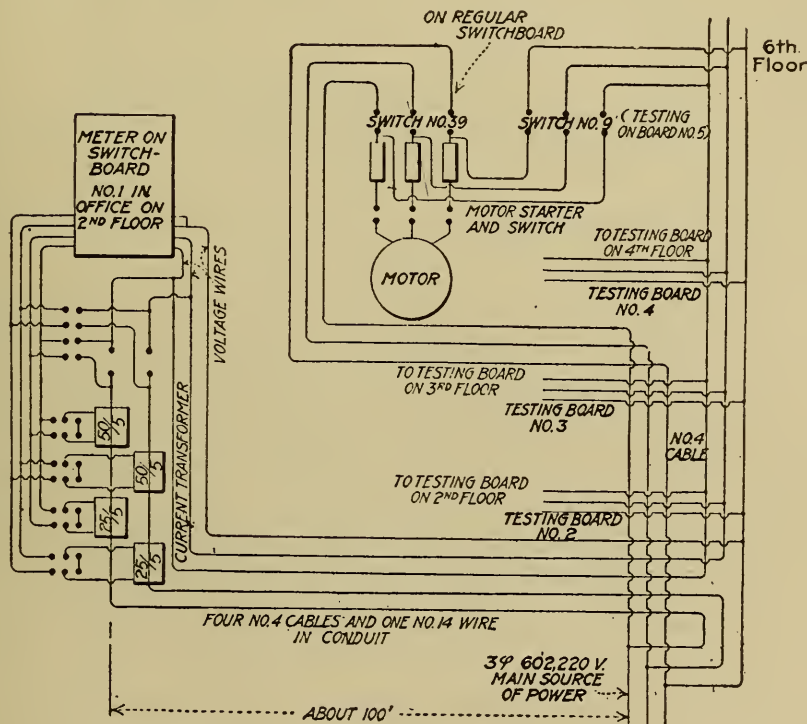 ON REGULAR
SWITCHBOARD
6th.
Floor
SWITCH NO.39
SWITCH NO. 9
(TESTING
ON BOARD NO.5)
METER ON
SWITCH-
BOARD
NO.1 IN
OFFICE ON
2ND FLOOR
MOTOR STARTER
AND SWITCH
MOTOR
VOLTAGE WIRES
TO TESTING BOARD
ON 4TH FLOOR
TESTING BOARD
NO. 4
TO TESTING BOARD
ON 3RD FLOOR
TESTING BOARD
NO. 3
NO.4
CABLE
50/5
50/5
25/5
25/5
CURRENT TRANSFORMER
TO TESTING BOARD
ON 2ND FLOOR
TESTING BOARD
NO. 2
FOUR NO.4 CABLES AND ONE NO.14 WIRE
IN CONDUIT
3φ 60~,220 V.
MAIN SOURCE
OF POWER
ABOUT 100'